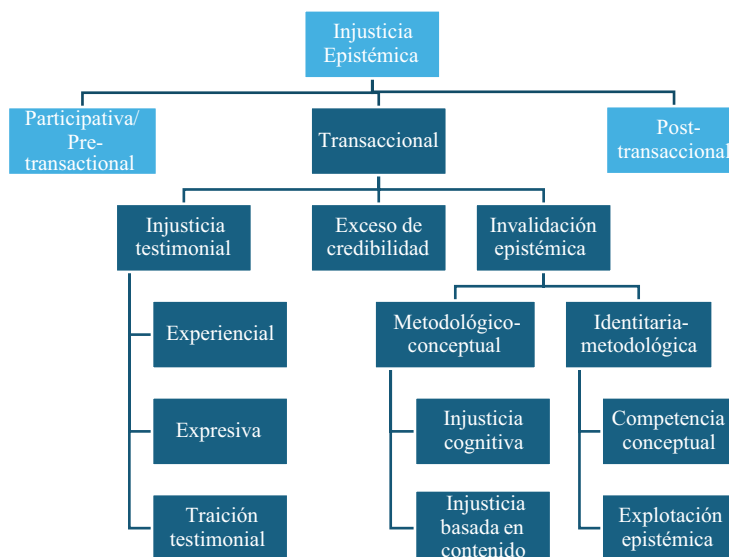 Injusticia
Epistémica
Participativa/
Pre-
transactional
Transaccional
Post-
transaccional
Injusticia
testimonial
Exceso de
credibilidad
Invalidación
epistémica
Experiencial
Expresiva
Traición
testimonial
Metodológico-
conceptual
Identitaria-
metodológica
Injusticia
cognitiva
Competencia
conceptual
Injusticia
basada en
contenido
Explotación
epistémica